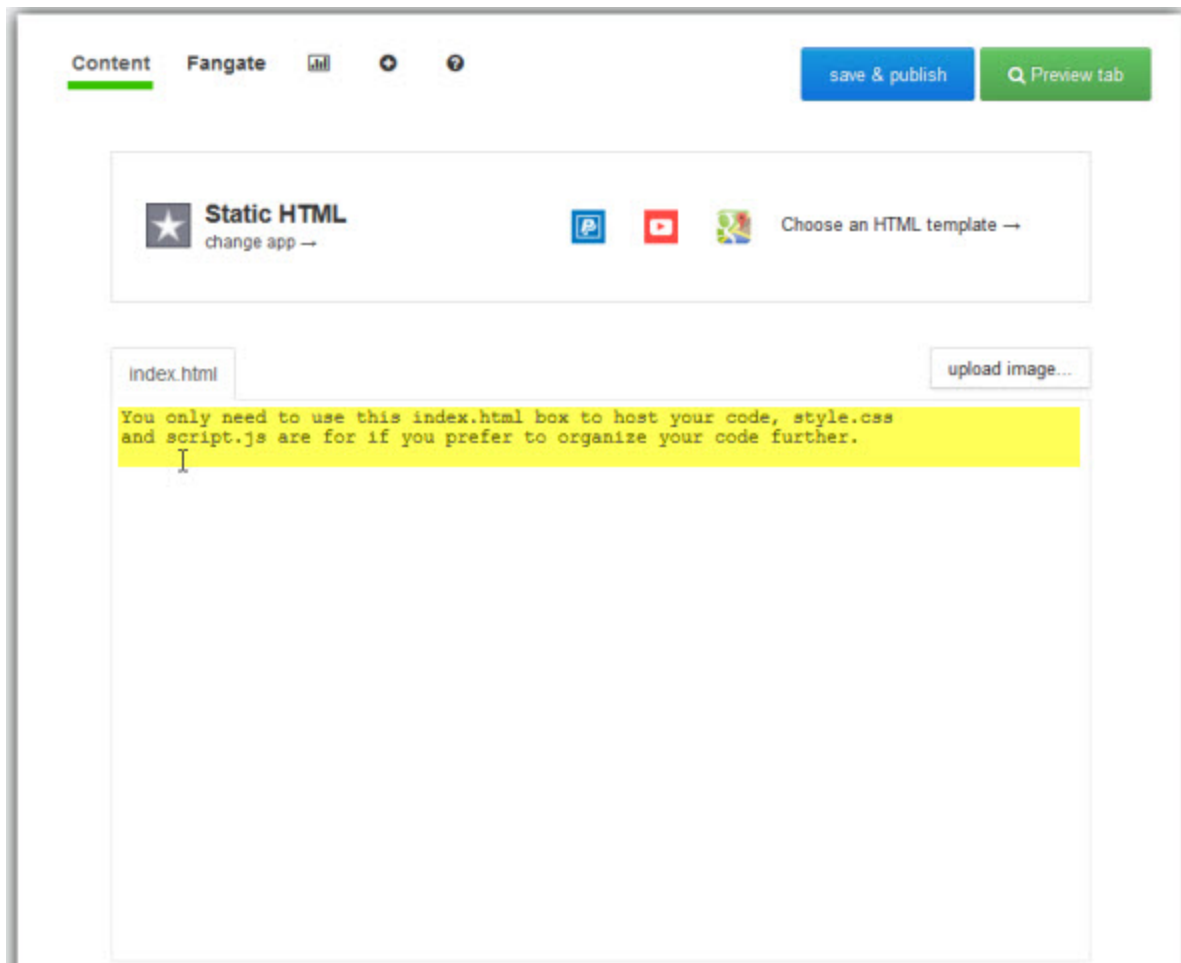 Content Fangate
save & publish
Preview tab
Static HTML
change app →
Choose an HTML template →
index.html
upload image...
You only need to use this index.html box to host your code, style.css
and script.js are for if you prefer to organize your code further.